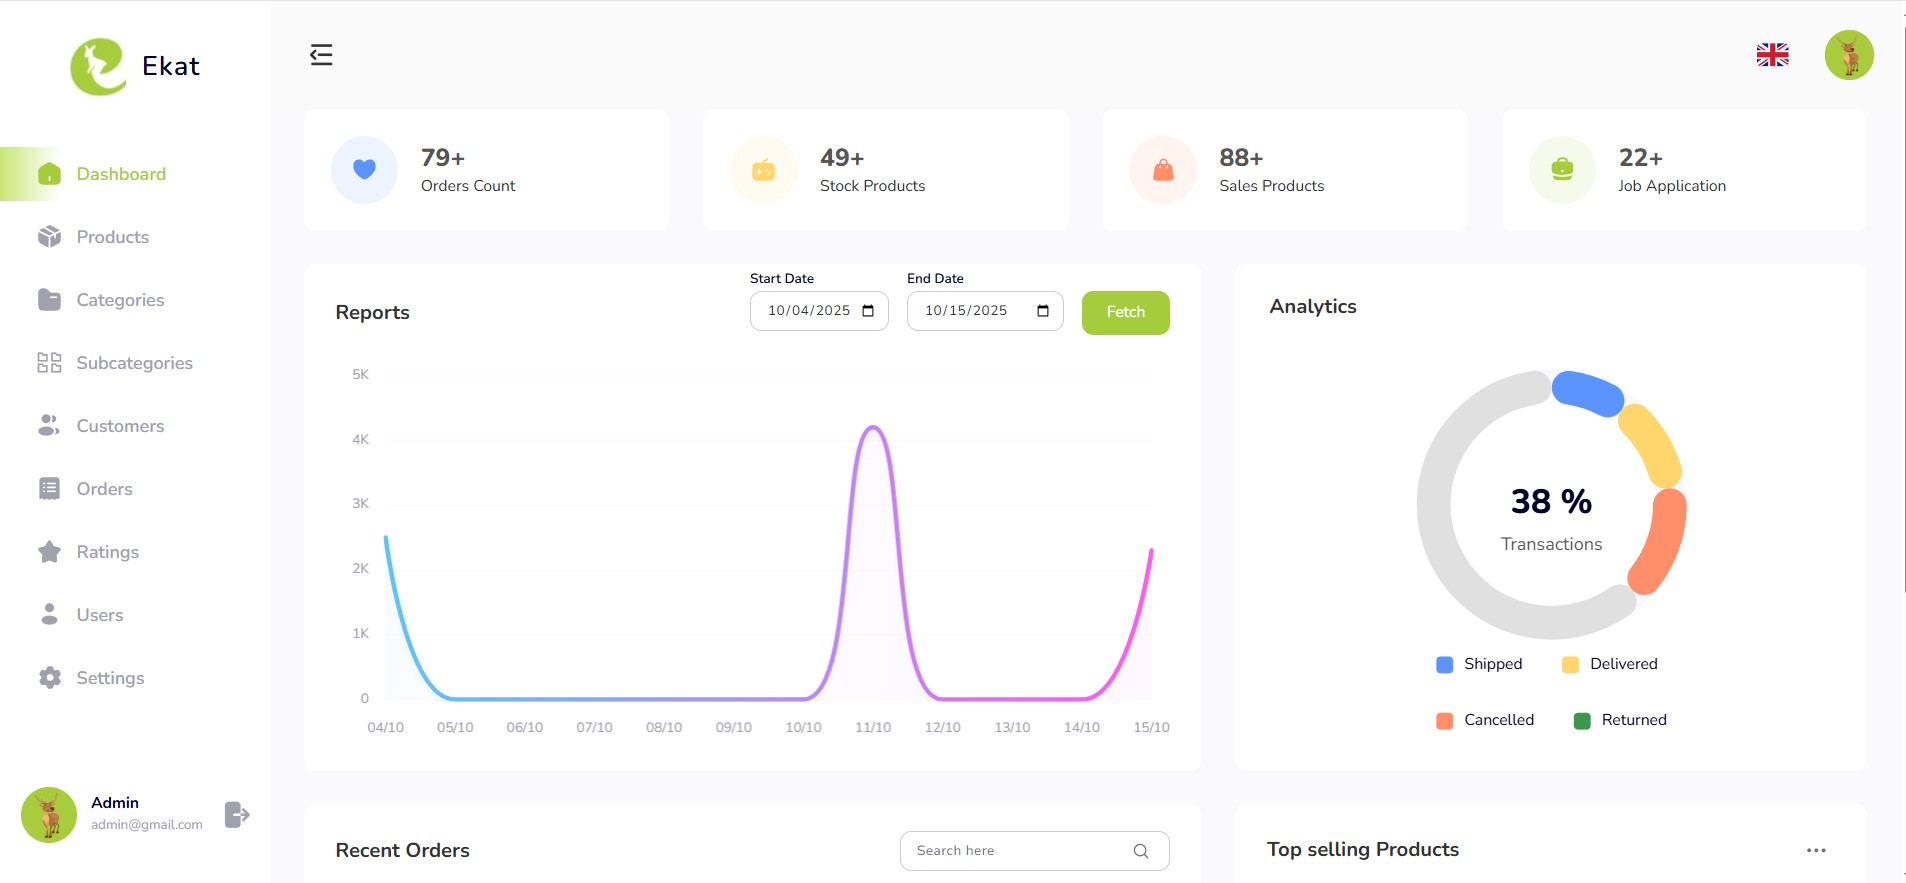 Ekat
Dashboard
Products
Categories
Subcategories
Customers
Orders
Ratings
Users
Settings
Admin
admin@gmail.com
79+
Orders Count
49+
Stock Products
88+
Sales Products
22+
Job Application
Reports
Start Date
10/04/2025
End Date
10/15/2025
Fetch
5K
4K
3K
2K
1K
0
04/10 05/10 06/10 07/10 08/10 09/10 10/10 11/10 12/10 13/10 14/10 15/10
Analytics
38 %
Transactions
Shipped
Delivered
Cancelled
Returned
Recent Orders
Search here
Top selling Products